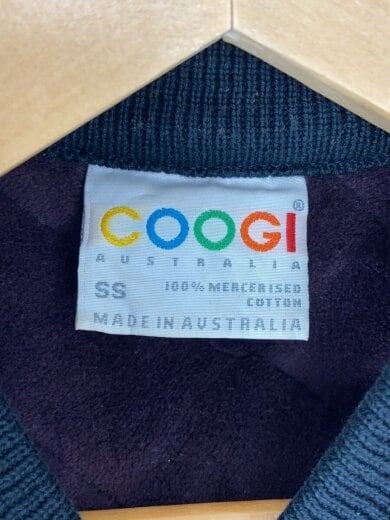 COOGI®
AUSTRALIA
SS 100% MERCERISED
COTTON
MADE IN AUSTRALIA